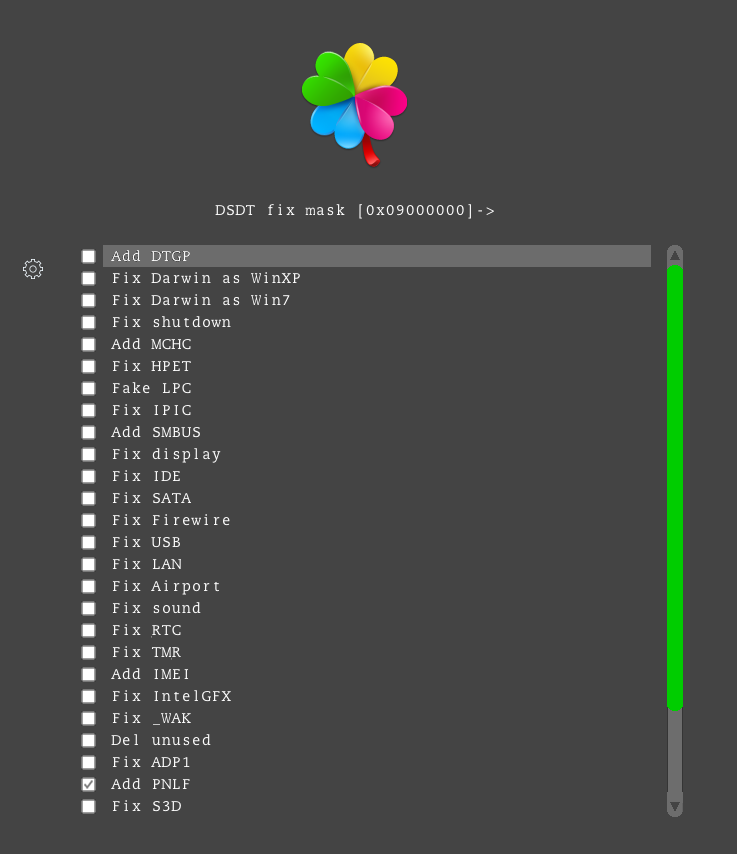 DSDT fix mask [0x09000000]->
Add DTGP
Fix Darwin as WinXP
Fix Darwin as Win7
Fix shutdown
Add MCHC
Fix HPET
Fake LPC
Fix IPIC
Add SMBUS
Fix display
Fix IDE
Fix SATA
Fix Firewire
Fix USB
Fix LAN
Fix Airport
Fix sound
Fix RTC
Fix TMR
Add IMEI
Fix IntelGFX
Fix _WAK
Del unused
Fix ADP1
Add PNLF
Fix S3D